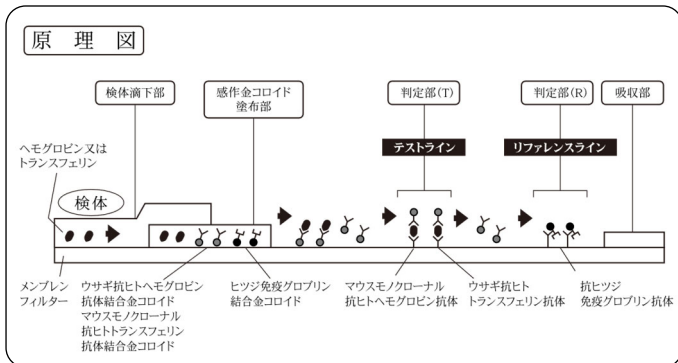 原理図
検体滴下部
感作金コロイド
塗布部
判定部(T)
判定部(R)
吸収部
テストライン
リファレンスライン
ヘモグロビン又は
トランスフェリン
検体
メンブレン
フィルター
ウサギ抗ヒトヘモグロビン
抗体結合金コロイド
マウスモノクローナル
抗ヒトトランスフェリン
抗体結合金コロイド
ヒツジ免疫グロブリン
結合金コロイド
マウスモノクローナル
抗ヒトヘモグロビン抗体
ウサギ抗ヒト
トランスフェリン抗体
抗ヒツジ
免疫グロブリン抗体